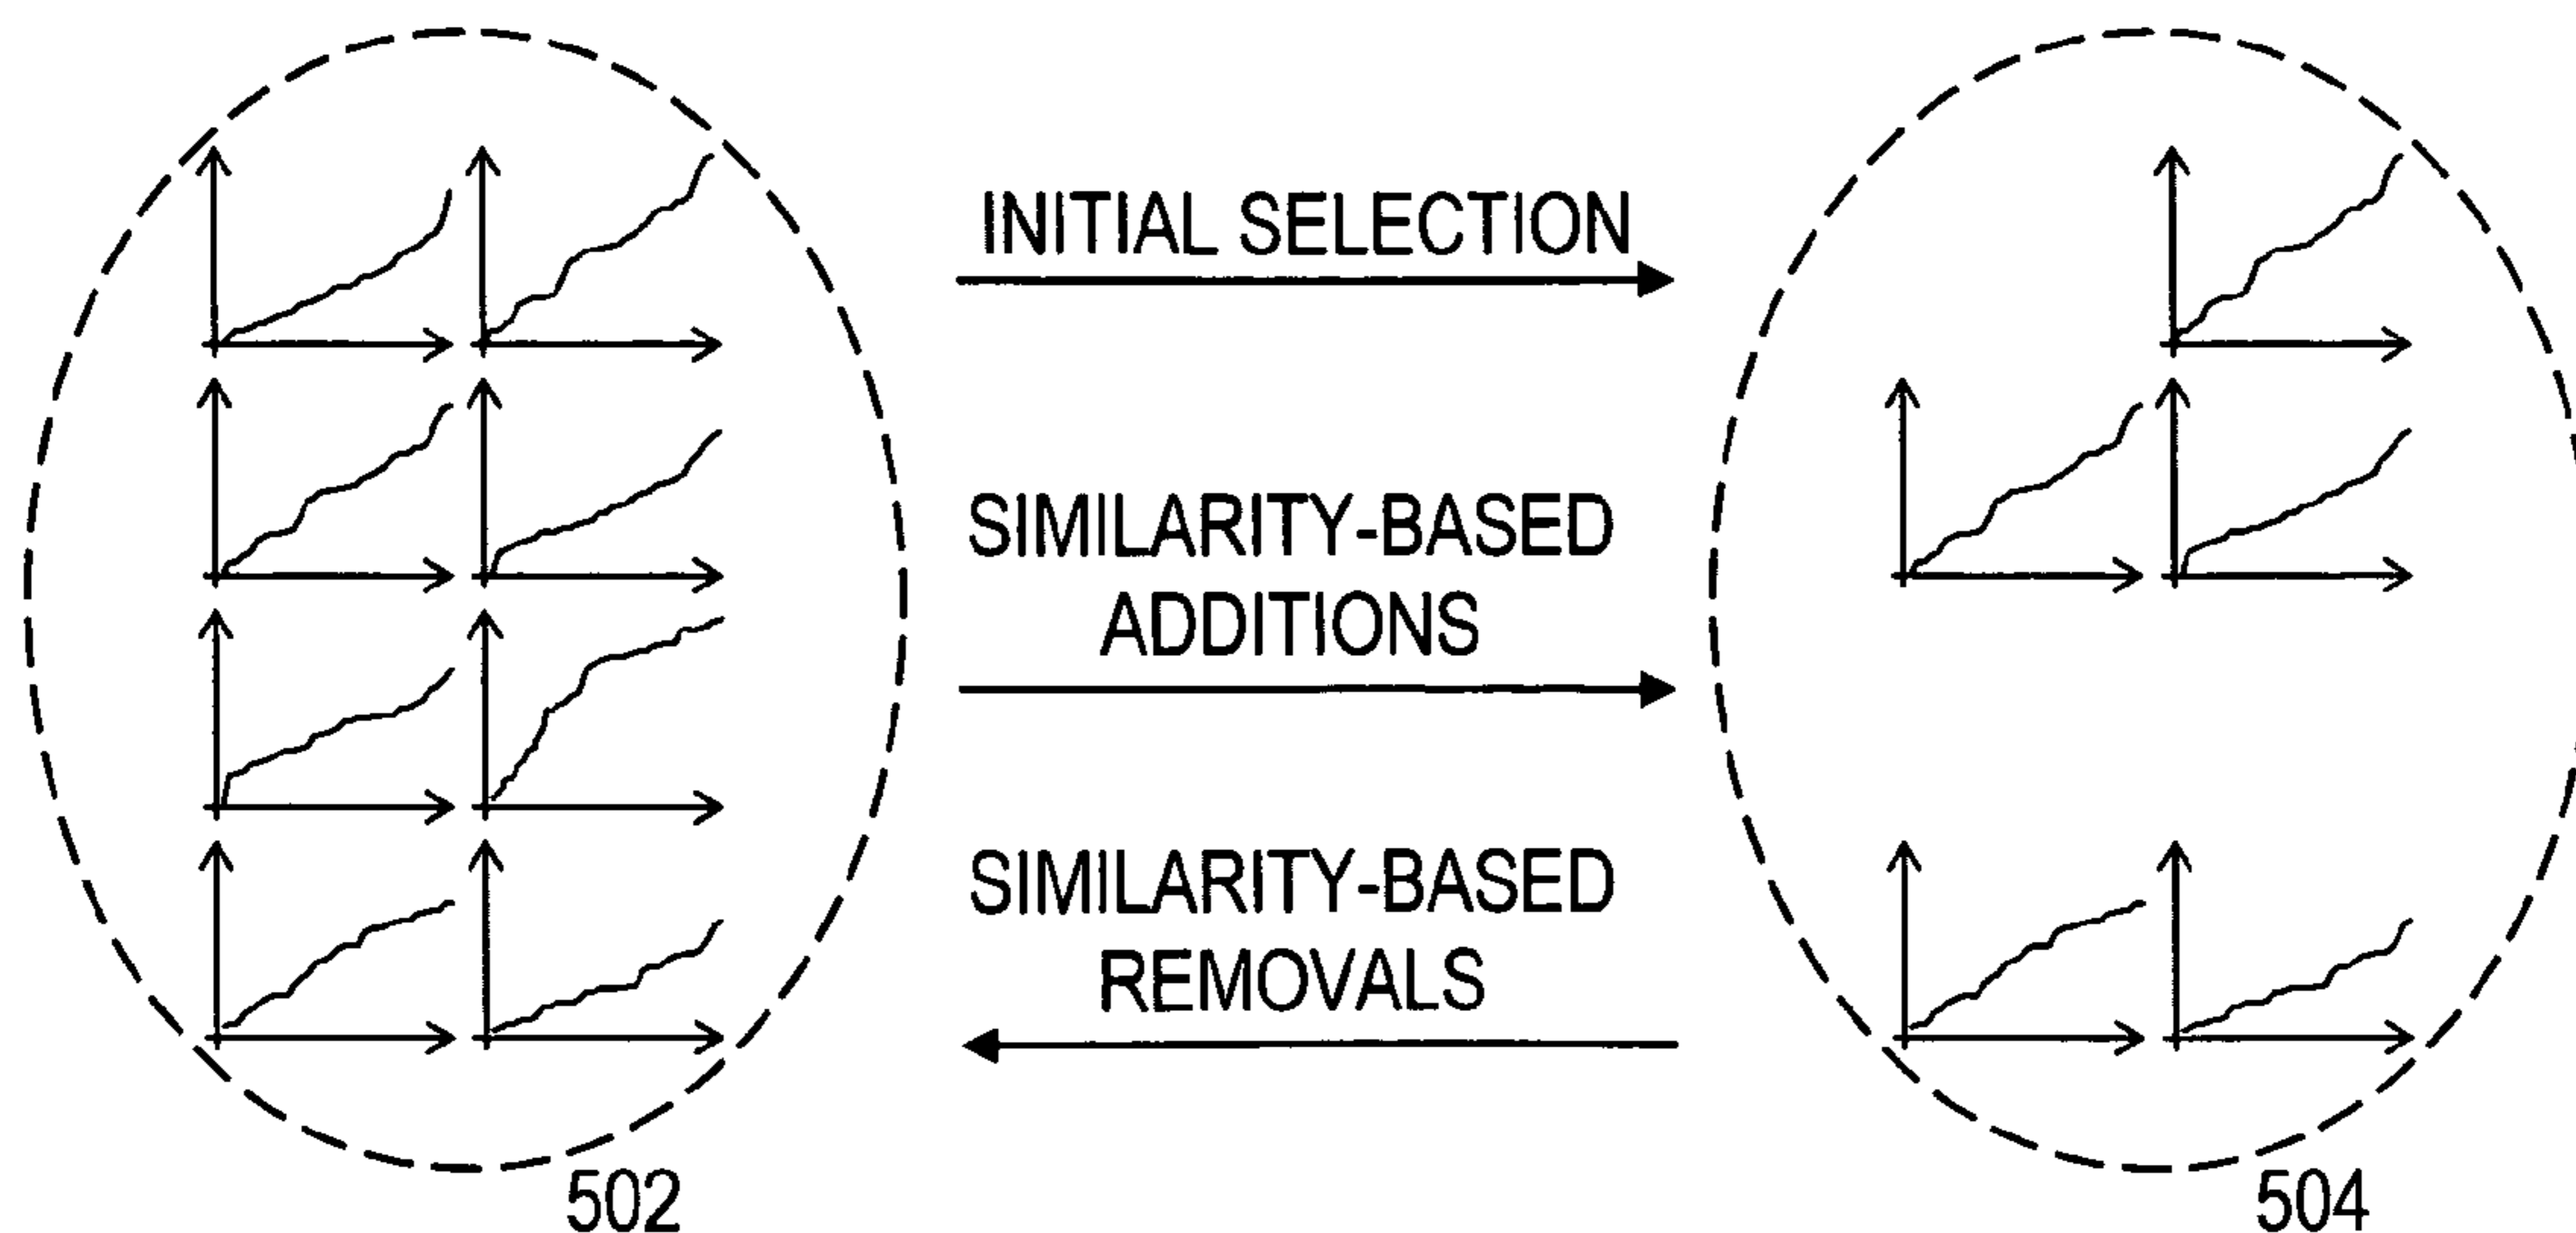 INITIAL SELECTION
SIMILARITY-BASED
ADDITIONS
SIMILARITY-BASED
REMOVALS
502
504